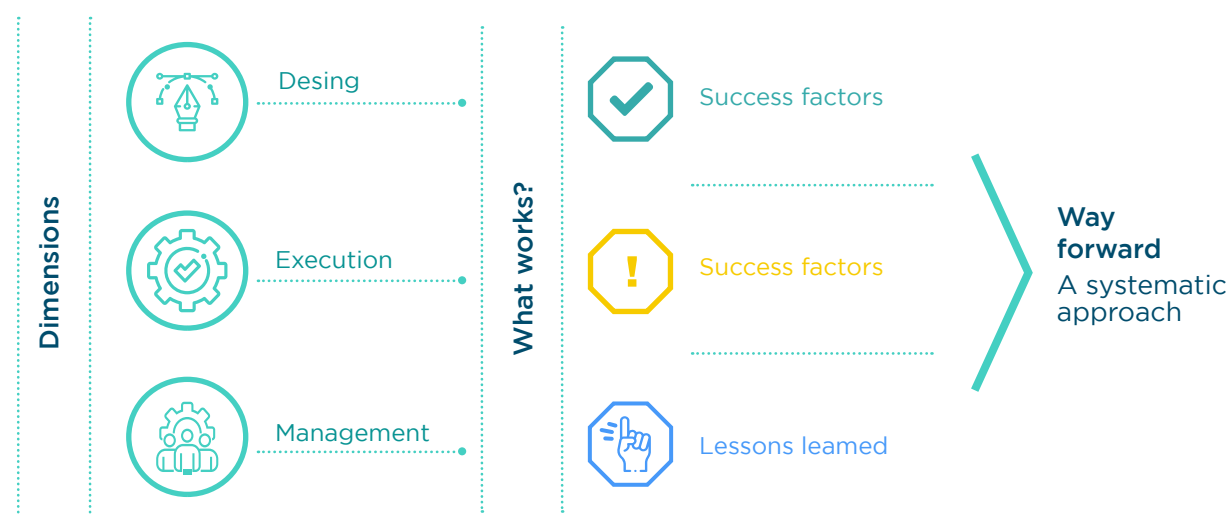 Dimensions
Desing
Execution
Management
What works?
Success factors
Success factors
Lessons leamed
Way
forward
A systematic
approach